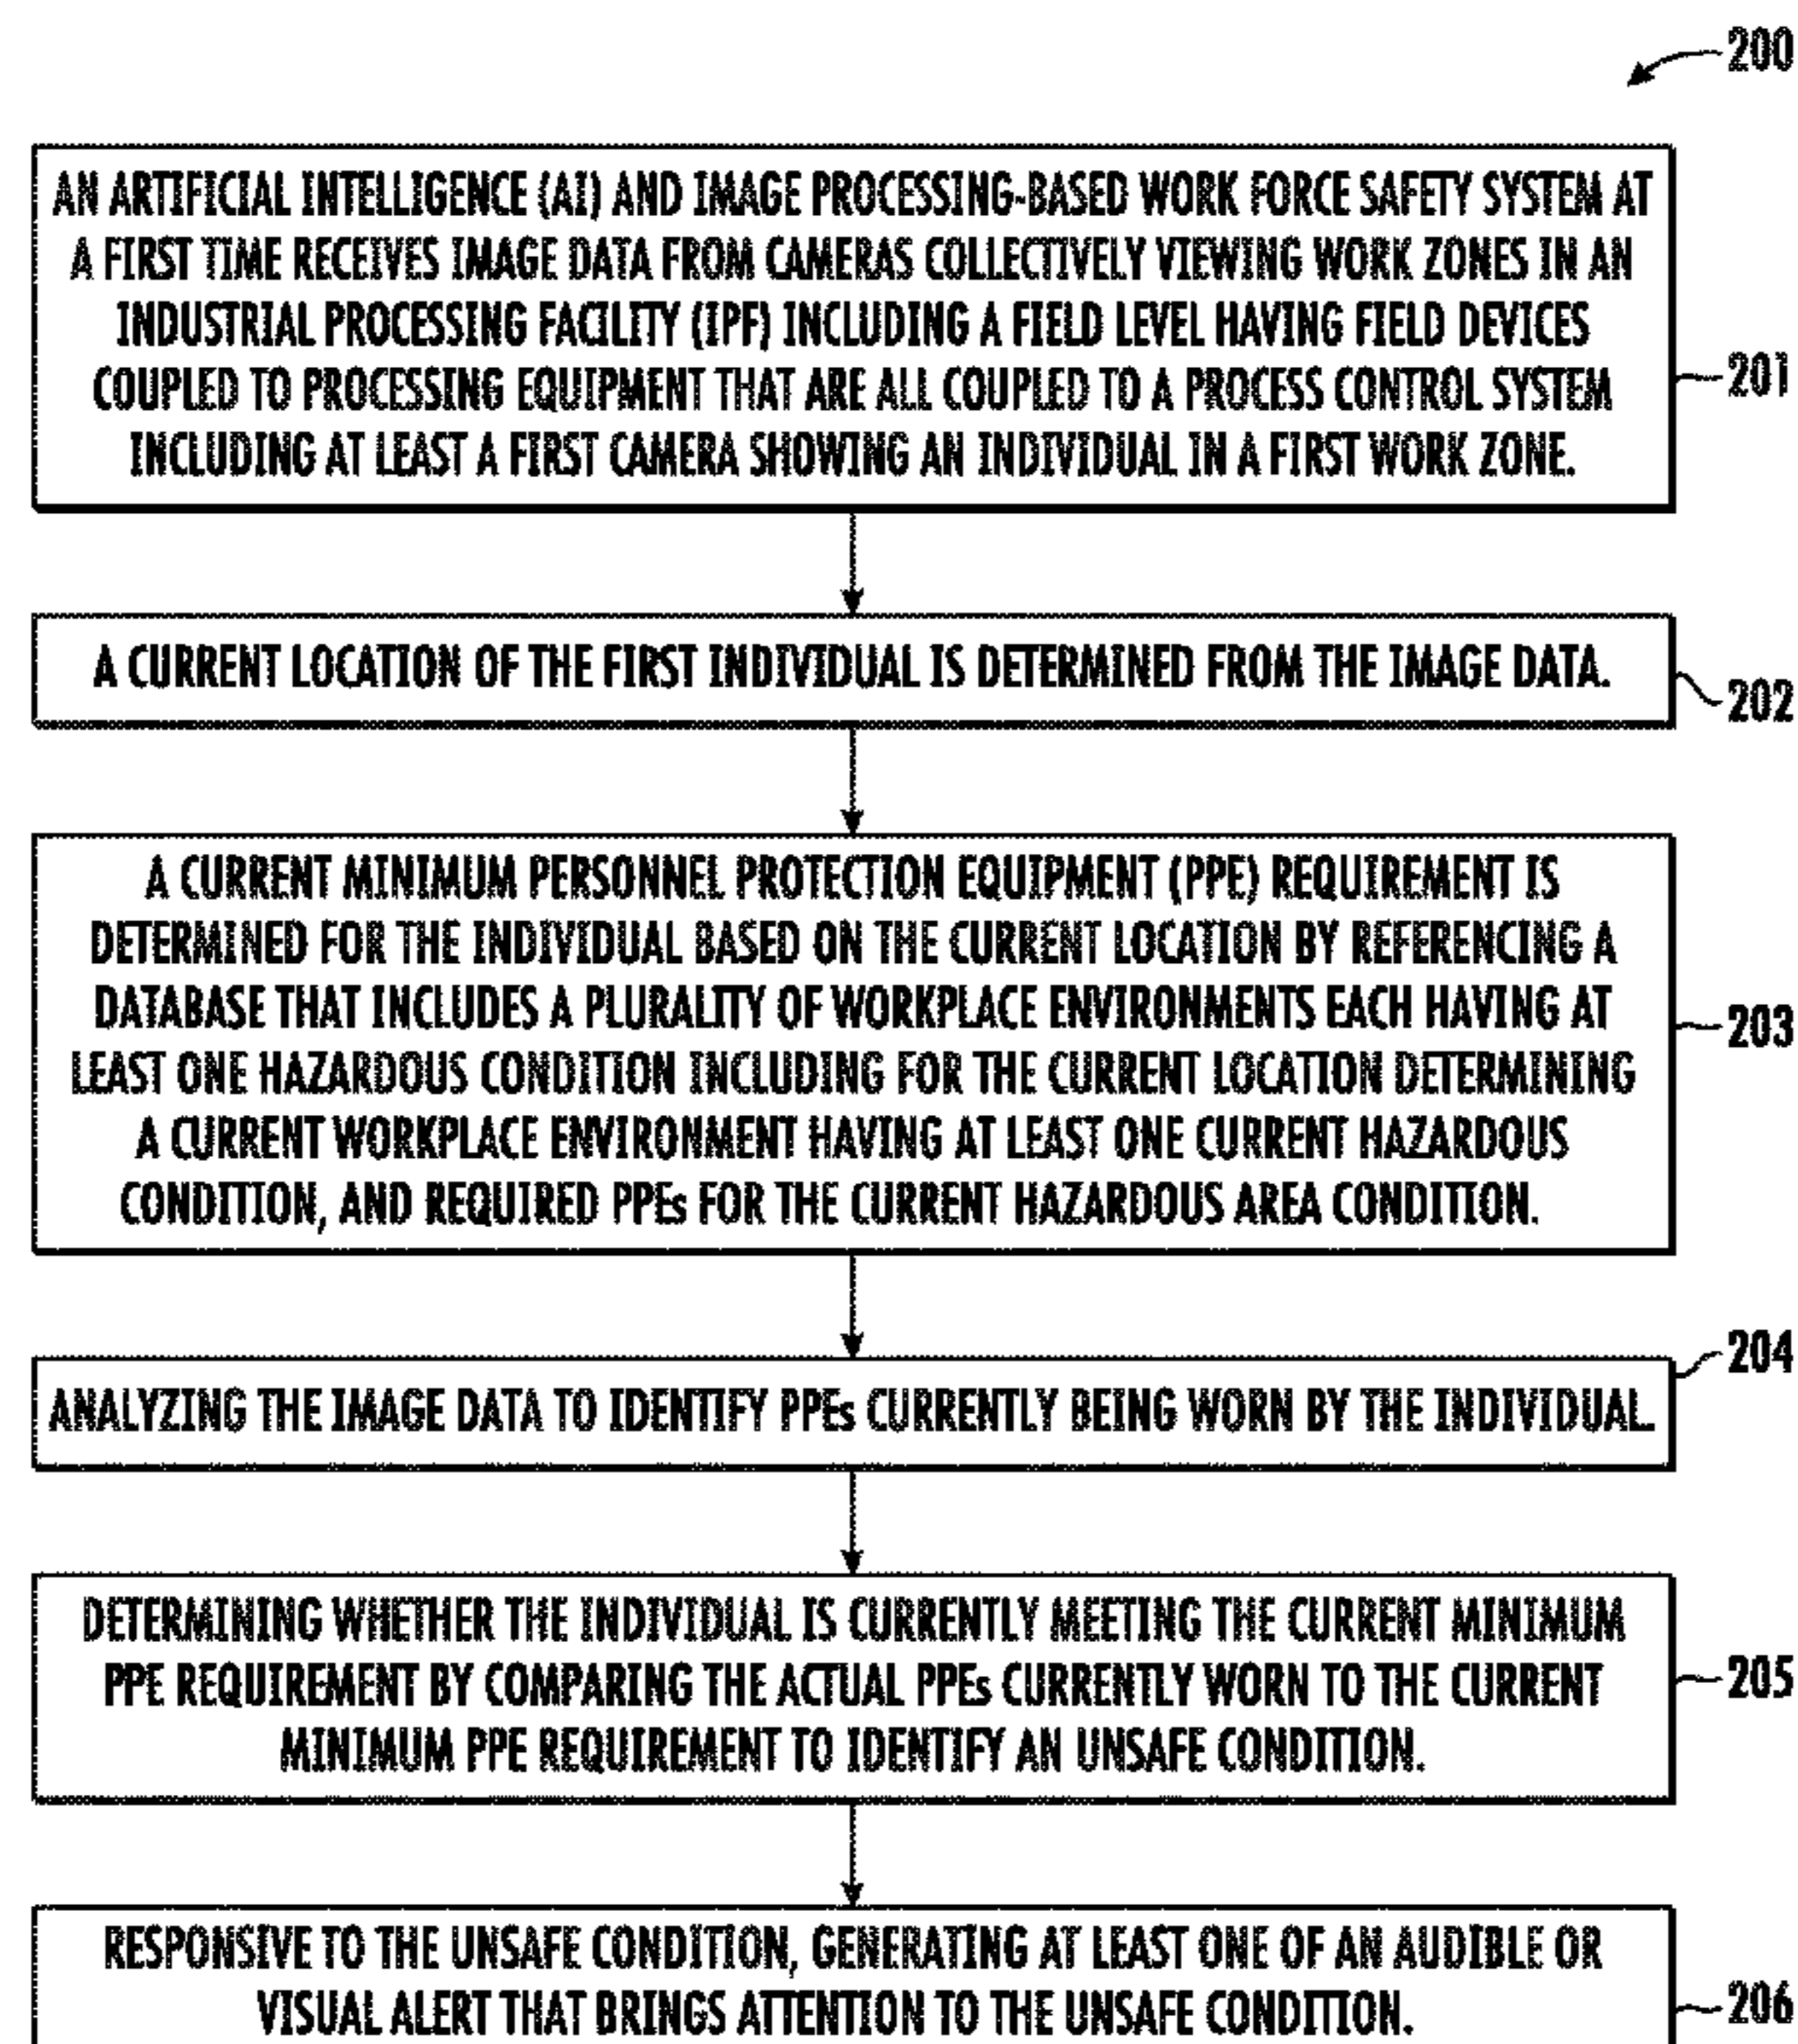 200
AN ARTIFICIAL INTELLIGENCE (AI) AND IMAGE PROCESSING-BASED WORK FORCE SAFETY SYSTEM AT
A FIRST TIME RECEIVES IMAGE DATA FROM CAMERAS COLLECTIVELY VIEWING WORK ZONES IN AN
INDUSTRIAL PROCESSING FACILITY (IPF) INCLUDING A FIELD LEVEL HAVING FIELD DEVICES
COUPLED TO PROCESSING EQUIPMENT THAT ARE ALL COUPLED TO A PROCESS CONTROL SYSTEM
INCLUDING AT LEAST A FIRST CAMERA SHOWING AN INDIVIDUAL IN A FIRST WORK ZONE.
201
A CURRENT LOCATION OF THE FIRST INDIVIDUAL IS DETERMINED FROM THE IMAGE DATA.
202
A CURRENT MINIMUM PERSONNEL PROTECTION EQUIPMENT (PPE) REQUIREMENT IS
DETERMINED FOR THE INDIVIDUAL BASED ON THE CURRENT LOCATION BY REFERENCING A
DATABASE THAT INCLUDES A PLURALITY OF WORKPLACE ENVIRONMENTS EACH HAVING AT
LEAST ONE HAZARDOUS CONDITION INCLUDING FOR THE CURRENT LOCATION DETERMINING
A CURRENT WORKPLACE ENVIRONMENT HAVING AT LEAST ONE CURRENT HAZARDOUS
CONDITION, AND REQUIRED PPEs FOR THE CURRENT HAZARDOUS AREA CONDITION.
203
ANALYZING THE IMAGE DATA TO IDENTIFY PPEs CURRENTLY BEING WORN BY THE INDIVIDUAL.
204
DETERMINING WHETHER THE INDIVIDUAL IS CURRENTLY MEETING THE CURRENT MINIMUM
PPE REQUIREMENT BY COMPARING THE ACTUAL PPEs CURRENTLY WORN TO THE CURRENT
MINIMUM PPE REQUIREMENT TO IDENTIFY AN UNSAFE CONDITION.
205
RESPONSIVE TO THE UNSAFE CONDITION, GENERATING AT LEAST ONE OF AN AUDIBLE OR
VISUAL ALERT THAT BRINGS ATTENTION TO THE UNSAFE CONDITION.
206